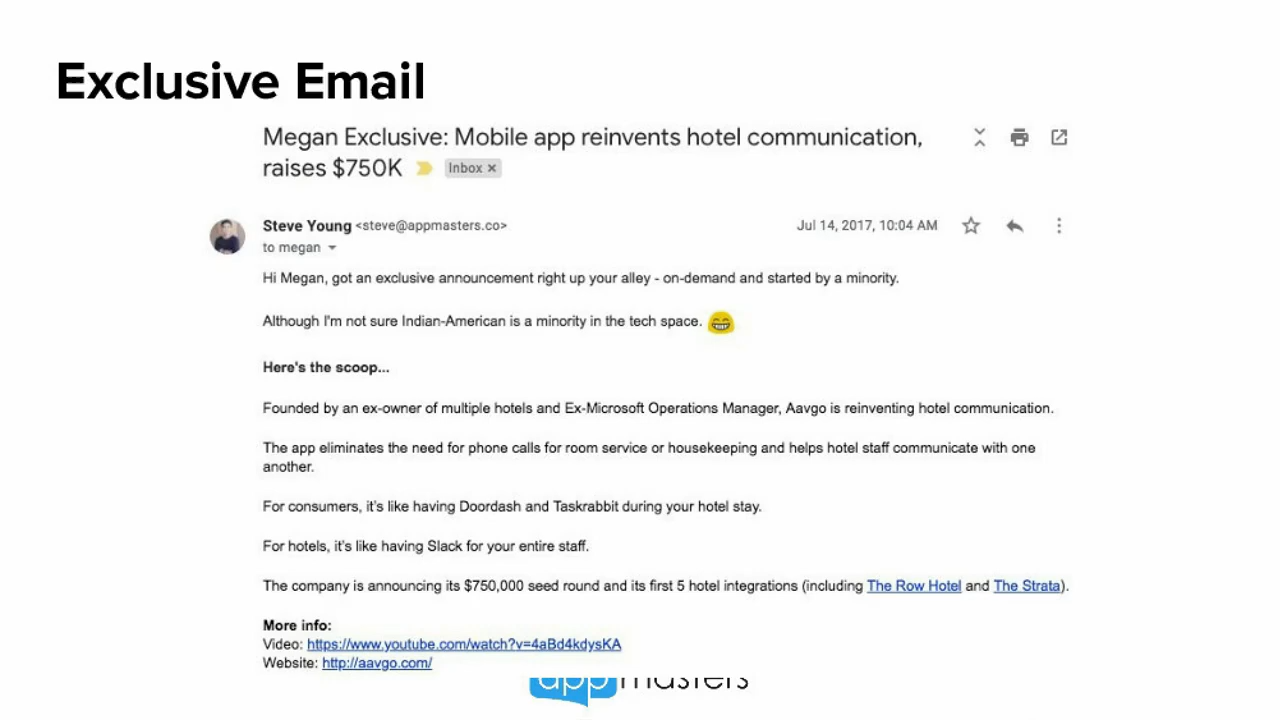 Exclusive Email
Megan Exclusive: Mobile app reinvents hotel communication,
raises $750K Inbox ×
Steve Young <steve@appmasters.co> Jul 14, 2017, 10:04 AM
to megan
Hi Megan, got an exclusive announcement right up your alley - on-demand and started by a minority.
Although I'm not sure Indian-American is a minority in the tech space.
Here's the scoop...
Founded by an ex-owner of multiple hotels and Ex-Microsoft Operations Manager, Aavgo is reinventing hotel communication.
The app eliminates the need for phone calls for room service or housekeeping and helps hotel staff communicate with one
another.
For consumers, it's like having Doordash and Taskrabbit during your hotel stay.
For hotels, it's like having Slack for your entire staff.
The company is announcing its $750,000 seed round and its first 5 hotel integrations (including The Row Hotel and The Strata).
More info:
Video: https://www.youtube.com/watch?v=4aBd4kdysKA
Website: http://aavgo.com/
app masters